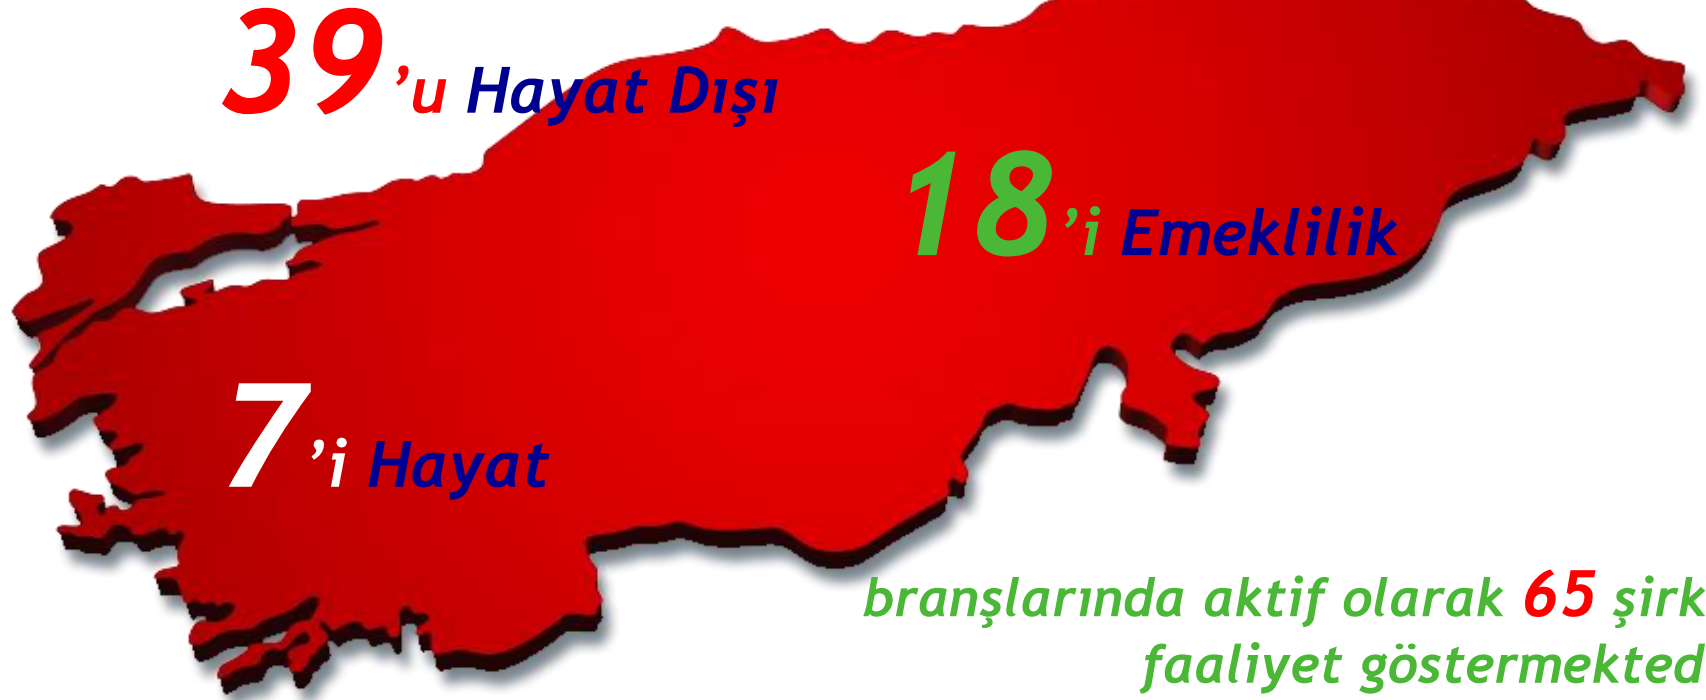 39’u Hayat Dışı
18’i Emeklilik
7’i Hayat
branşlarında aktif olarak 65 şirk
faaliyet göstermekted